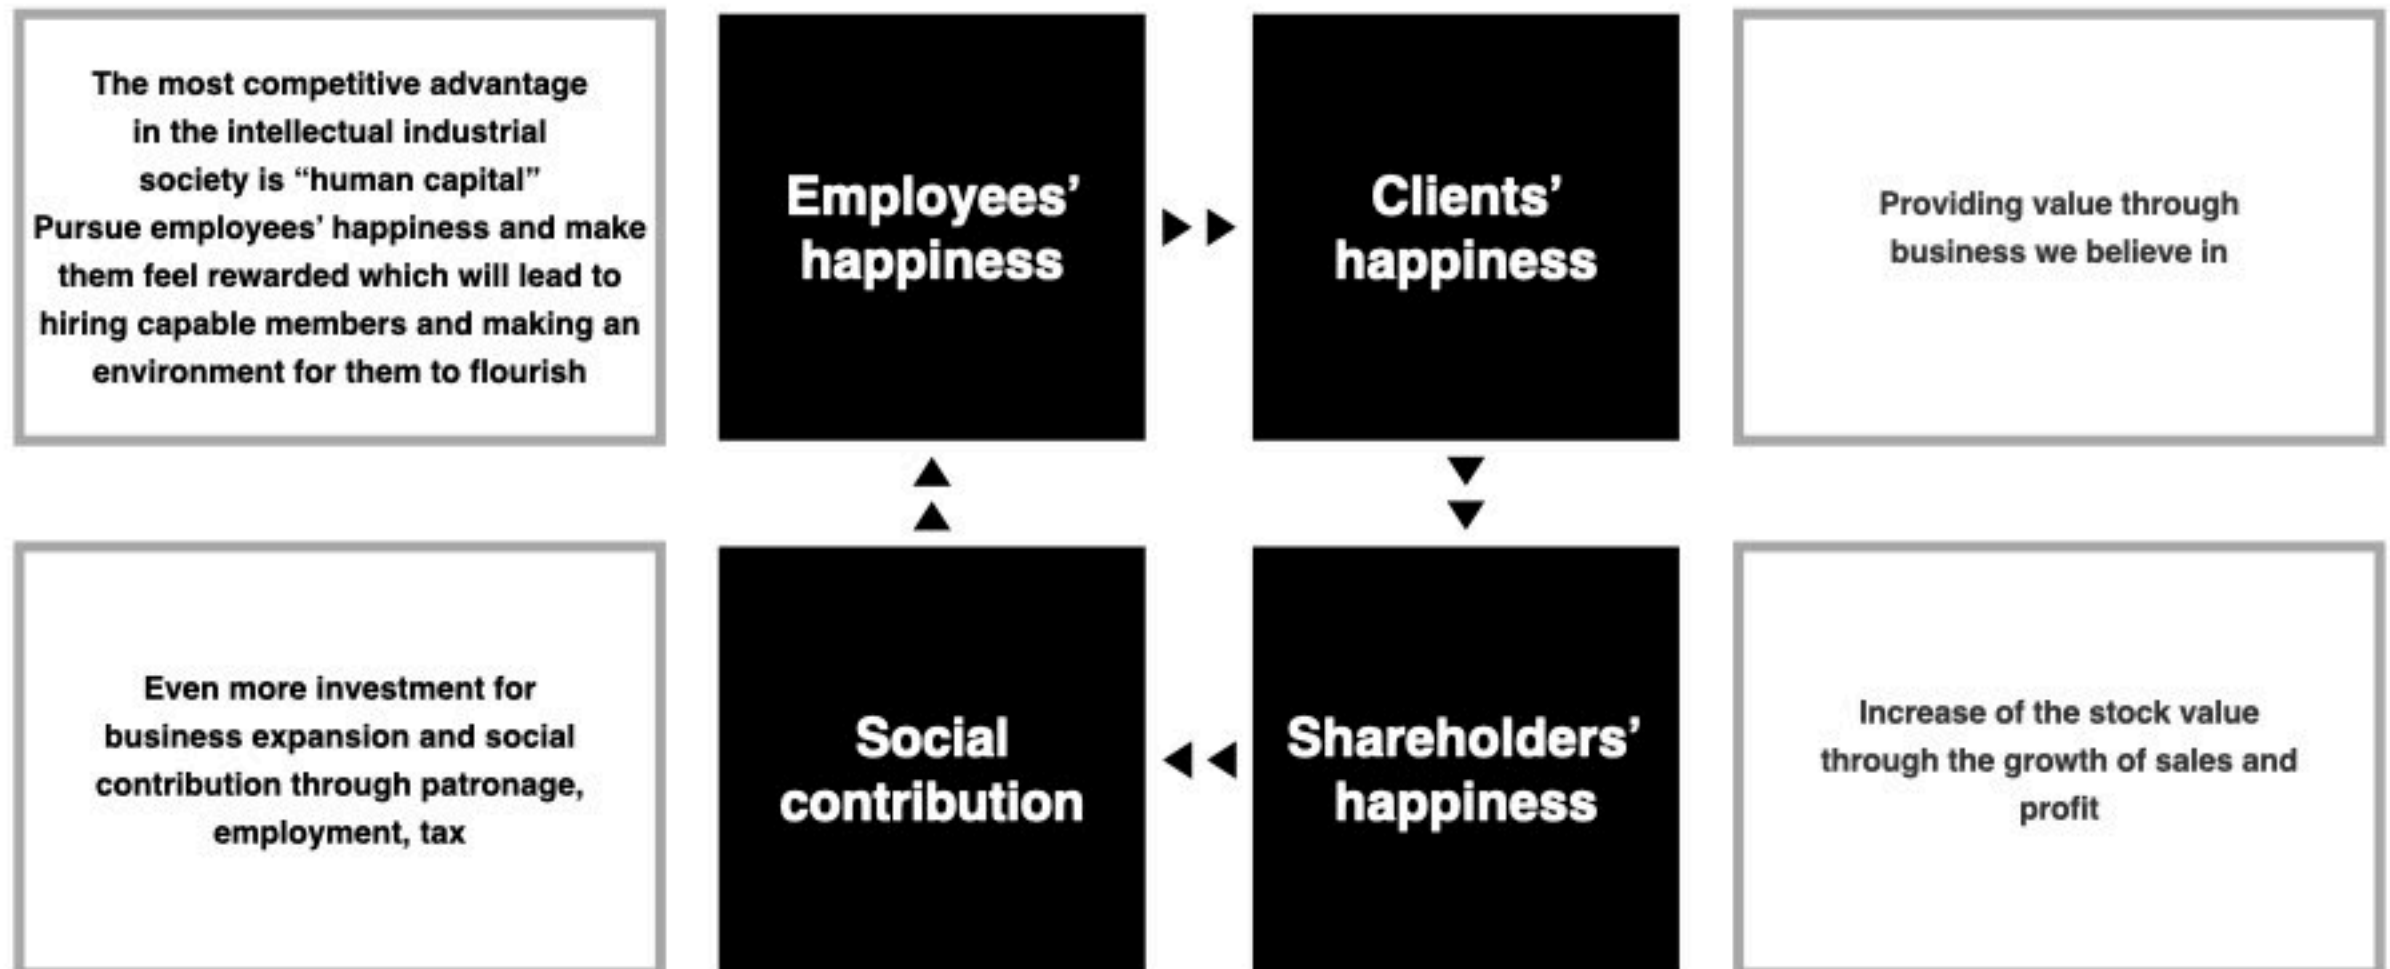 The most competitive advantage
in the intellectual industrial
society is “human capital”
Pursue employees’ happiness and make
them feel rewarded which will lead to
hiring capable members and making an
environment for them to flourish
Employees’
happiness
Clients’
happiness
Providing value through
business we believe in
Even more investment for
business expansion and social
contribution through patronage,
employment, tax
Social
contribution
Shareholders’
happiness
Increase of the stock value
through the growth of sales and
profit